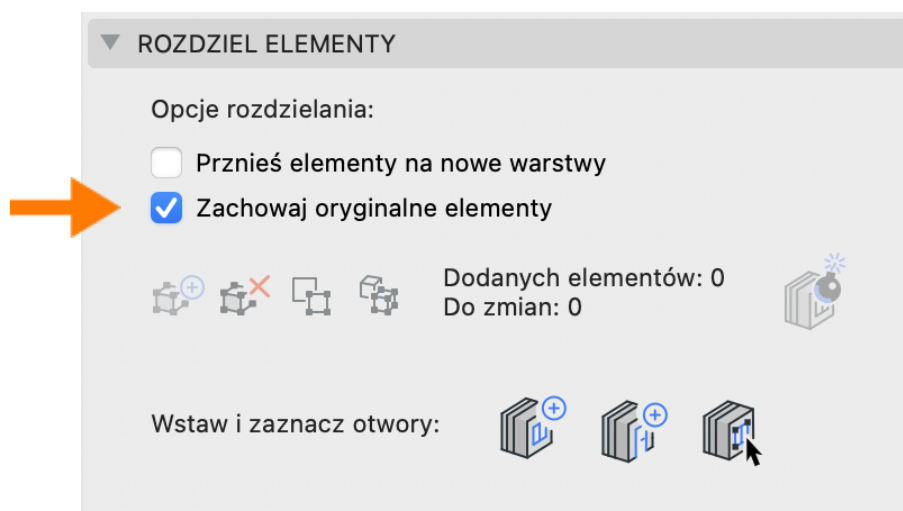 ROZDZIEL ELEMENTY
Opcje rozdzielania:
Prznieś elementy na nowe warstwy
Zachowaj oryginalne elementy
Dodanych elementów: 0
Do zmian: 0
Wstaw i zaznacz otwory: